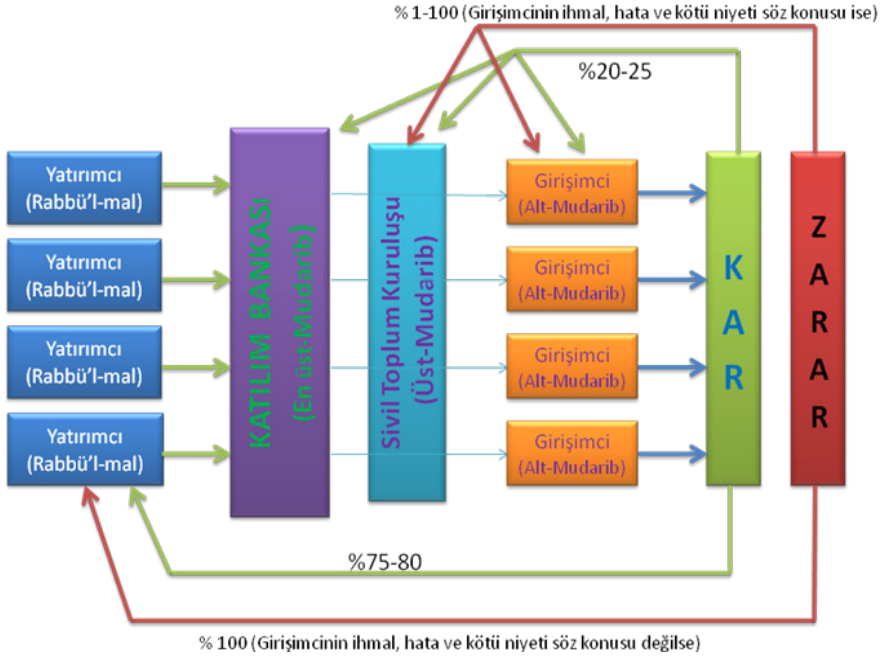 % 1-100 (Girişimcinin ihmal, hata ve kötü niyeti söz konusu ise)
%20-25
Yatırımcı
(Rabbü'l-mal)
Yatırımcı
(Rabbü'l-mal)
Yatırımcı
(Rabbü'l-mal)
Yatırımcı
(Rabbü'l-mal)
KATILIM BANKASI
(En üst-Mudarib)
Sivil Toplum Kuruluşu
(Üst-Mudarib)
Girişimci
(Alt-Mudarib)
Girişimci
(Alt-Mudarib)
Girişimci
(Alt-Mudarib)
Girişimci
(Alt-Mudarib)
K
A
R
Z
A
R
A
R
%75-80
% 100 (Girişimcinin ihmal, hata ve kötü niyeti söz konusu değilse)